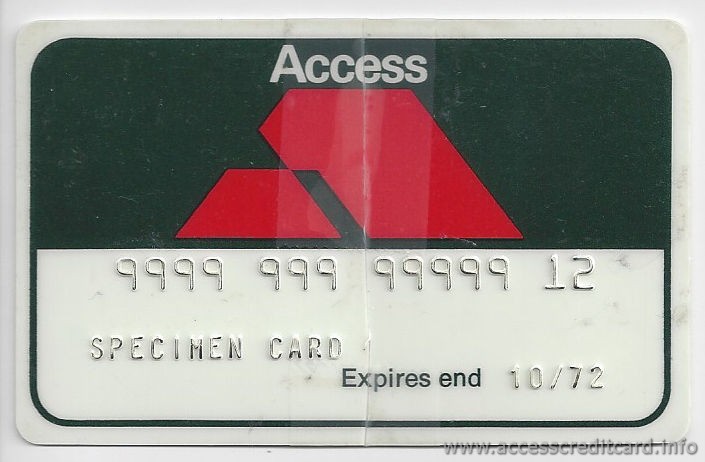 Access
9999 999 99999 12
SPECIMEN CARD
Expires end 10/72
www.accesscreditcard.info